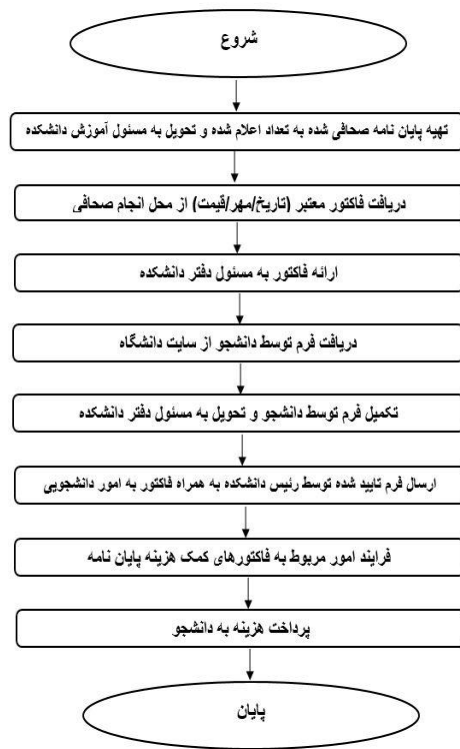 شروع
تهیه پایان نامه صحافی شده به تعداد اعلام شده و تحویل به مسئول آموزش دانشکده
دریافت فاکتور معتبر (تاریخ/مهر/قیمت) از محل انجام صحافی
ارائه فاکتور به مسئول دفتر دانشکده
دریافت فرم توسط دانشجو از سایت دانشگاه
تکمیل فرم توسط دانشجو و تحویل به مسئول دفتر دانشکده
ارسال فرم تایید شده توسط رئیس دانشکده به همراه فاکتور به امور دانشجویی
فرایند امور مربوط به فاکتورهای کمک هزینه پایان نامه
پرداخت هزینه به دانشجو
پایان